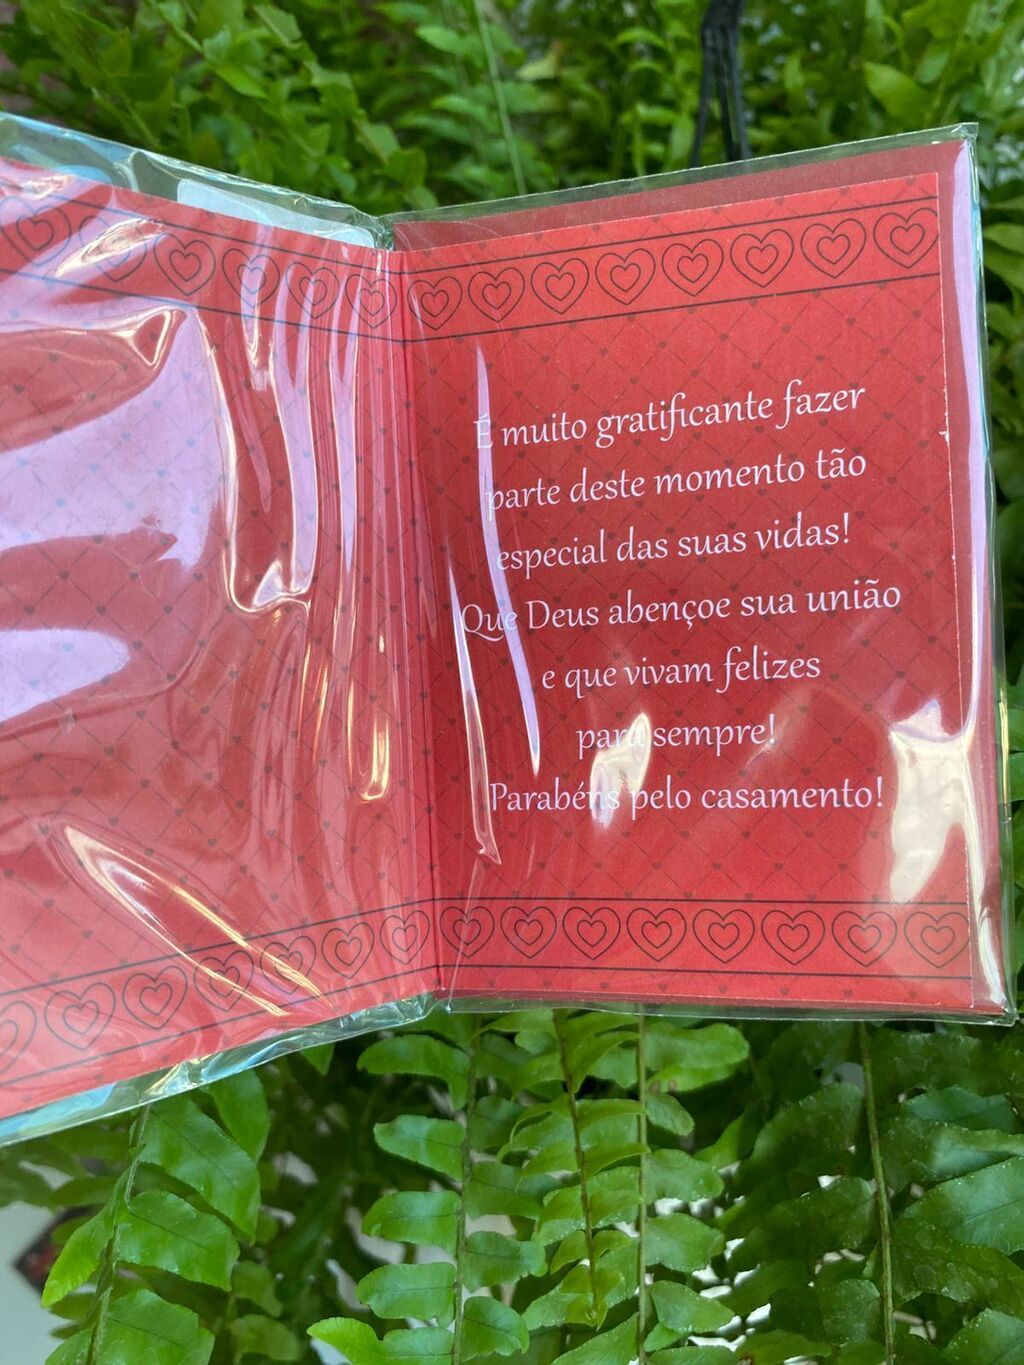 É muito gratificante fazer
parte deste momento tão
especial das suas vidas!
Que Deus abençoe sua união
e que vivam felizes
para sempre!
Parabéns pelo casamento!